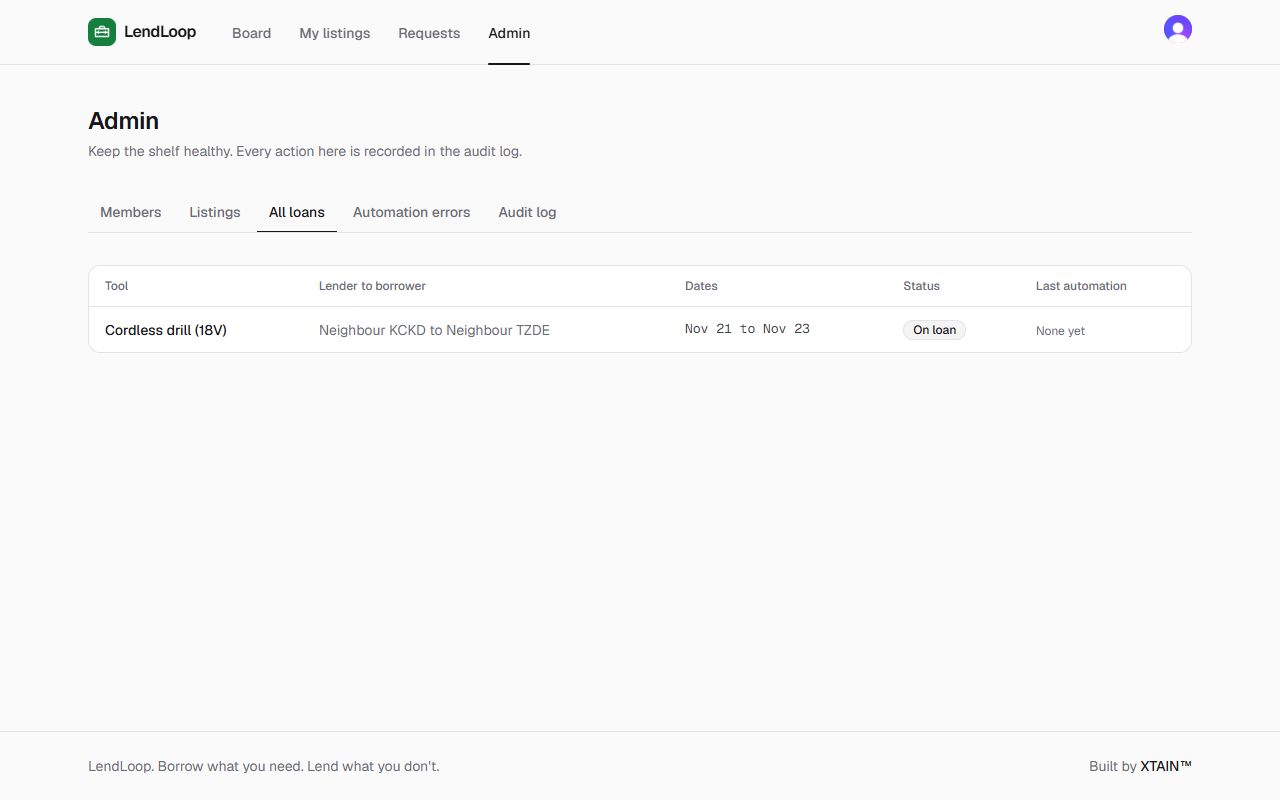 LendLoop Board My listings Requests Admin
Admin
Keep the shelf healthy. Every action here is recorded in the audit log.
Members Listings All loans Automation errors Audit log
Tool Lender to borrower Dates Status Last automation
Cordless drill (18V) Neighbour KCKD to Neighbour TZDE Nov 21 to Nov 23 On loan None yet
LendLoop. Borrow what you need. Lend what you don't. Built by XTAIN™